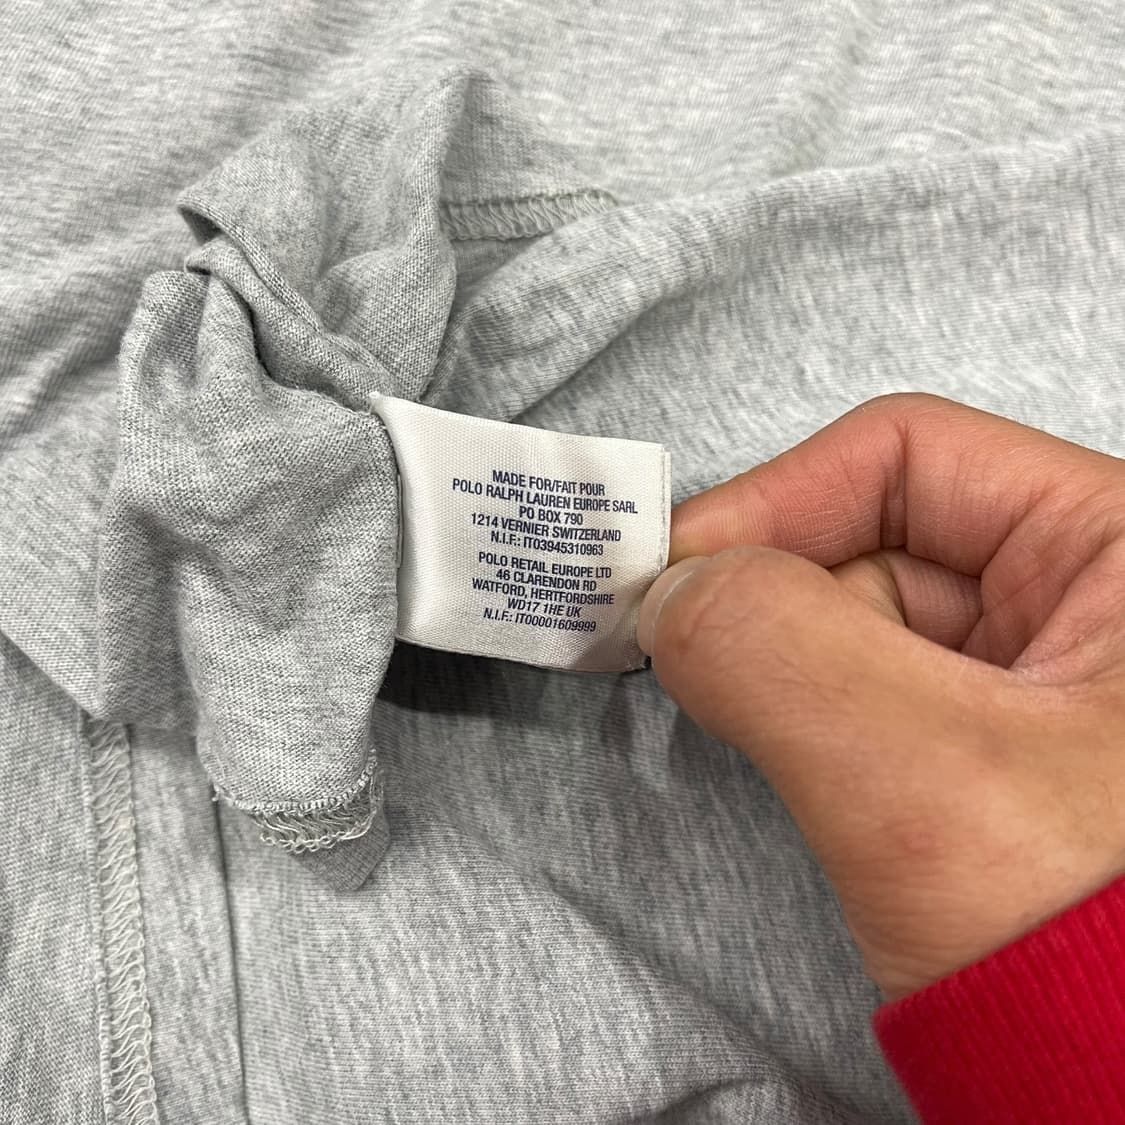 MADE FOR/FAIT POUR
POLO RALPH LAUREN EUROPE SARL
PO BOX 790
1214 VERNIER SWITZERLAND
N.I.F.: IT03945310963
POLO RETAIL EUROPE LTD
46 CLARENDON RD
WATFORD, HERTFORDSHIRE
WD17 1HE UK
N.I.F.: IT00001609999